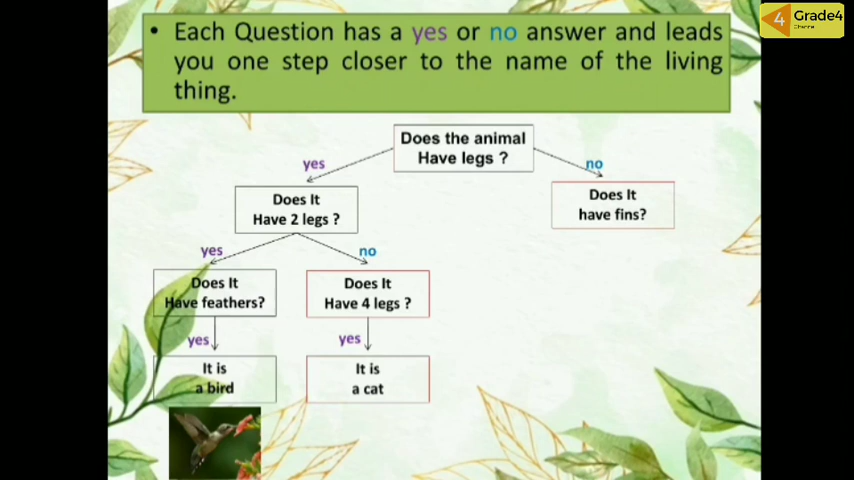 • Each Question has a yes or no answer and leads
you one step closer to the name of the living
thing.
4 Grade4
Channel
Does the animal
Have legs ?
yes
no
Does It
Have 2 legs ?
Does It
have fins?
yes
no
Does It
Have feathers?
Does It
Have 4 legs ?
yes
yes
It is
a bird
It is
a cat